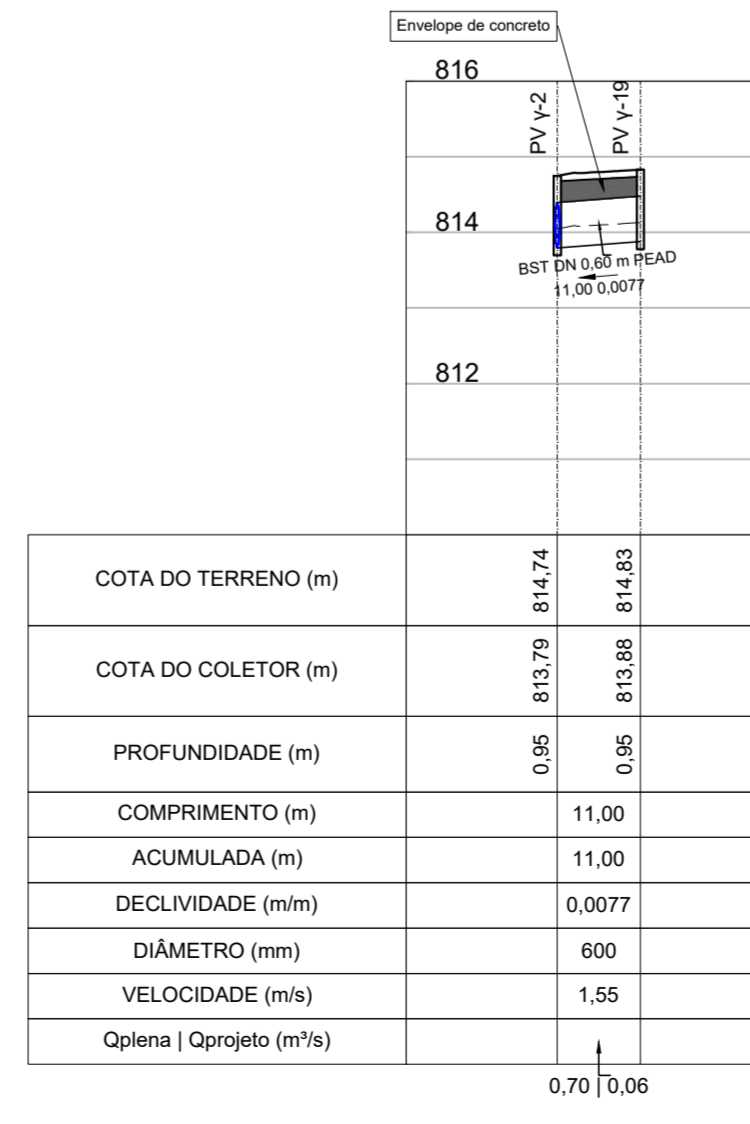 Envelope de concreto
816
PV γ-2
PV γ-19
814
BST DN 0,60 m PEAD
11,00 0,0077
812
COTA DO TERRENO (m) 814,74 814,83
COTA DO COLETOR (m) 813,79 813,88
PROFUNDIDADE (m) 0,95 0,95
COMPRIMENTO (m) 11,00
ACUMULADA (m) 11,00
DECLIVIDADE (m/m) 0,0077
DIÂMETRO (mm) 600
VELOCIDADE (m/s) 1,55
Qplena | Qprojeto (m³/s)
0,70 | 0,06